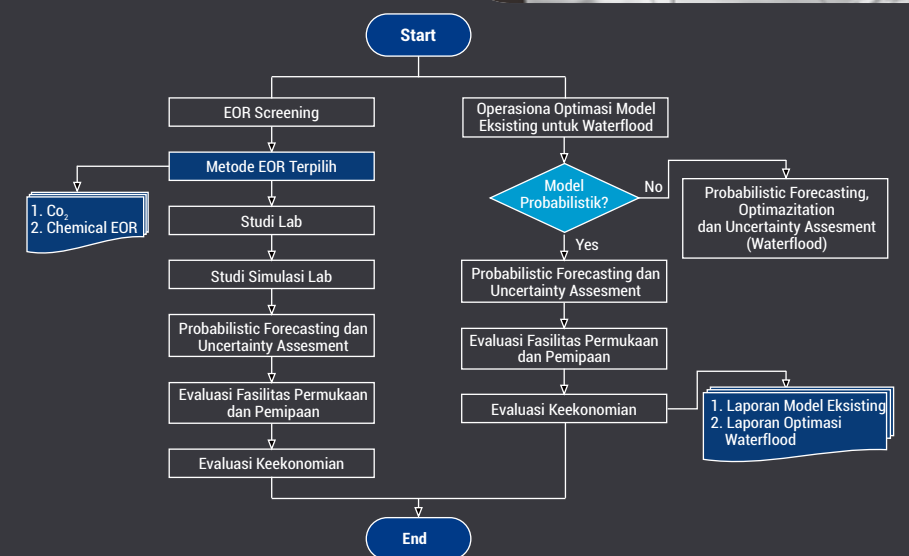 Start
EOR Screening
Metode EOR Terpilih
1. Co₂
2. Chemical EOR
Studi Lab
Studi Simulasi Lab
Probabilistic Forecasting dan
Uncertainty Assesment
Evaluasi Fasilitas Permukaan
dan Pemipaan
Evaluasi Keekonomian
Operasiona Optimasi Model
Eksisting untuk Waterflood
Model
Probabilistik?
No
Probabilistic Forecasting,
Optimazitation
dan Uncertainty Assesment
(Waterflood)
Yes
Probabilistic Forecasting dan
Uncertainty Assesment
Evaluasi Fasilitas Permukaan
dan Pemipaan
Evaluasi Keekonomian
1. Laporan Model Eksisting
2. Laporan Optimasi
Waterflood
End